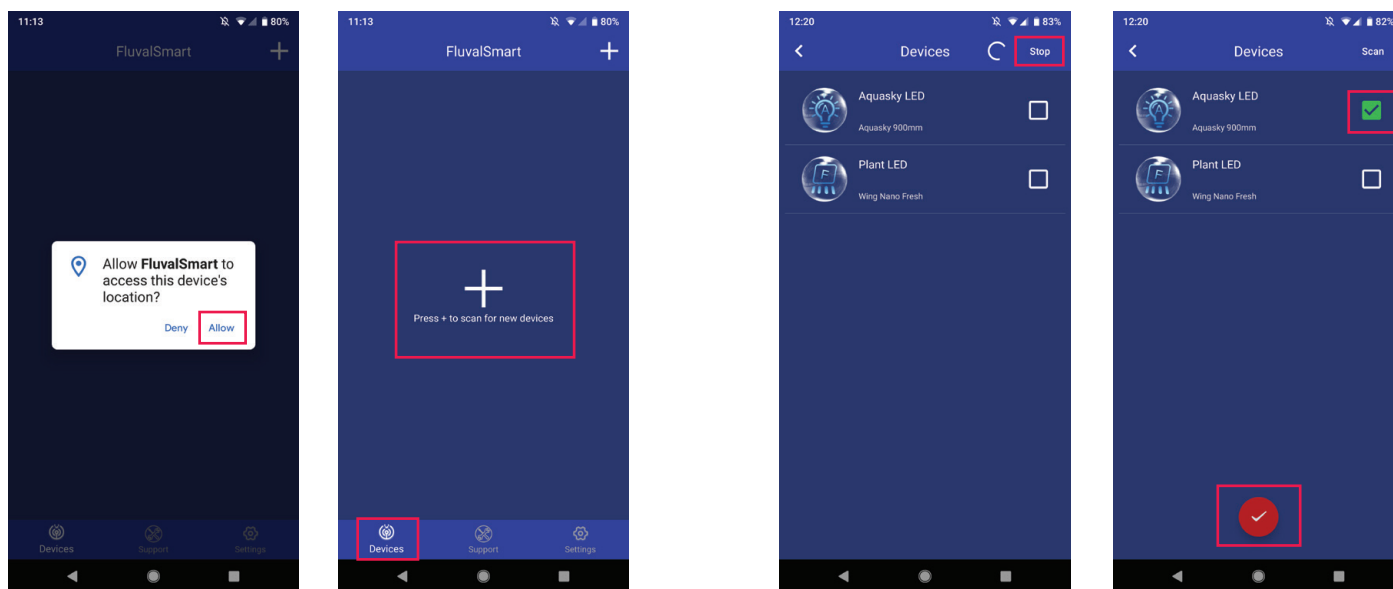 11:13
80%
FluvalSmart
Allow FluvalSmart to
access this device's
location?
Deny
Allow
Devices
Support
Settings
11:13
80%
FluvalSmart
Press + to scan for new devices
Devices
Support
Settings
12:20
83%
Devices
Stop
Aquasky LED
A
Aquasky 900mm
Plant LED
F
Wing Nano Fresh
12:20
82%
Devices
Scan
Aquasky LED
A
Aquasky 900mm
Plant LED
F
Wing Nano Fresh